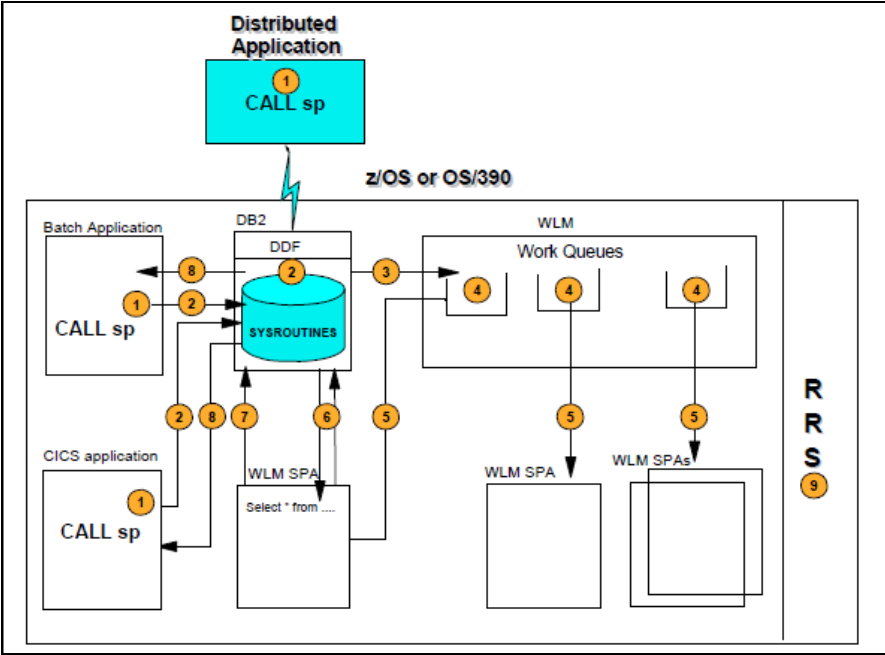 Distributed
Application
1
CALL sp
z/OS or OS/390
Batch Application
DB2
WLM
DDF
Work Queues
8
2
3
4
4
4
1
2
CALL sp
SYSROUTINES
R
R
S
9
2
8
7
6
5
5
5
CICS application
WLM SPA
WLM SPA
WLM SPAs
1
Select * from ....
CALL sp